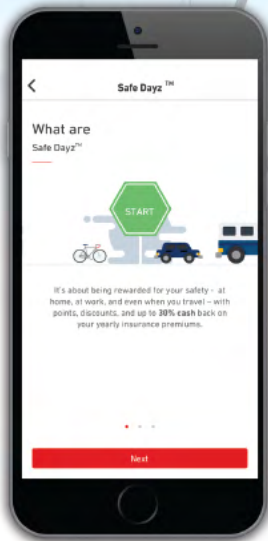 Safe Dayz ™
What are
Safe Dayz™
START
It's about being rewarded for your safety - at
home, at work, and even when you travel – with
points, discounts, and up to 30% cash back on
your yearly insurance premiums.
Next